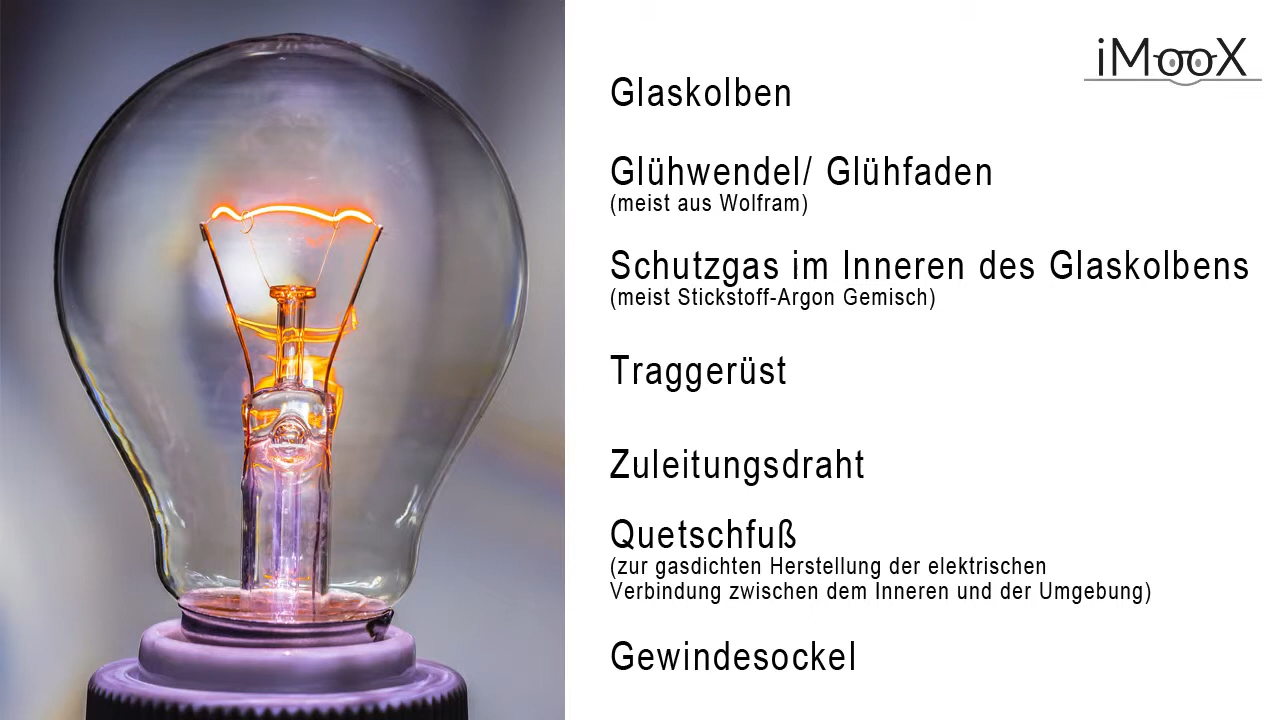 iMooX
Glaskolben
Glühwendel/ Glühfaden
(meist aus Wolfram)
Schutzgas im Inneren des Glaskolbens
(meist Stickstoff-Argon Gemisch)
Traggerüst
Zuleitungsdraht
Quetschfuß
(zur gasdichten Herstellung der elektrischen
Verbindung zwischen dem Inneren und der Umgebung)
Gewindesockel